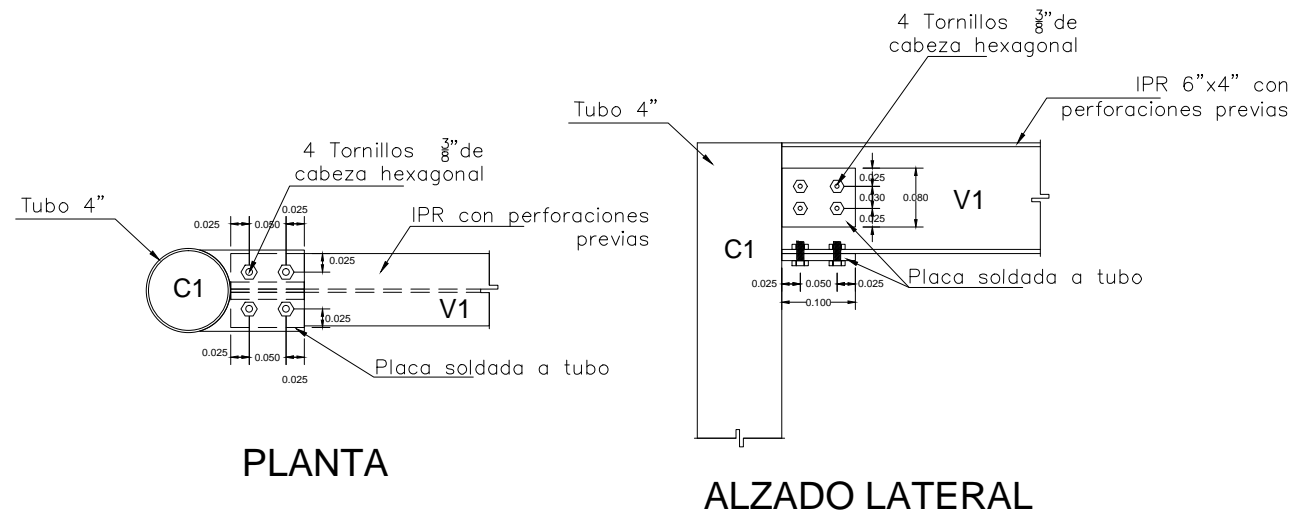 4 Tornillos 3/8" de
cabeza hexagonal
Tubo 4"
IPR con perforaciones
previas
0.025
0.050
0.025
0.025
C1
V1
0.025
0.025
0.050
0.025
Placa soldada a tubo
PLANTA
4 Tornillos 3/8" de
cabeza hexagonal
IPR 6"x4" con
perforaciones previas
Tubo 4"
0.025
0.030
0.080
0.025
V1
C1
Placa soldada a tubo
0.025
0.050
0.025
0.100
ALZADO LATERAL